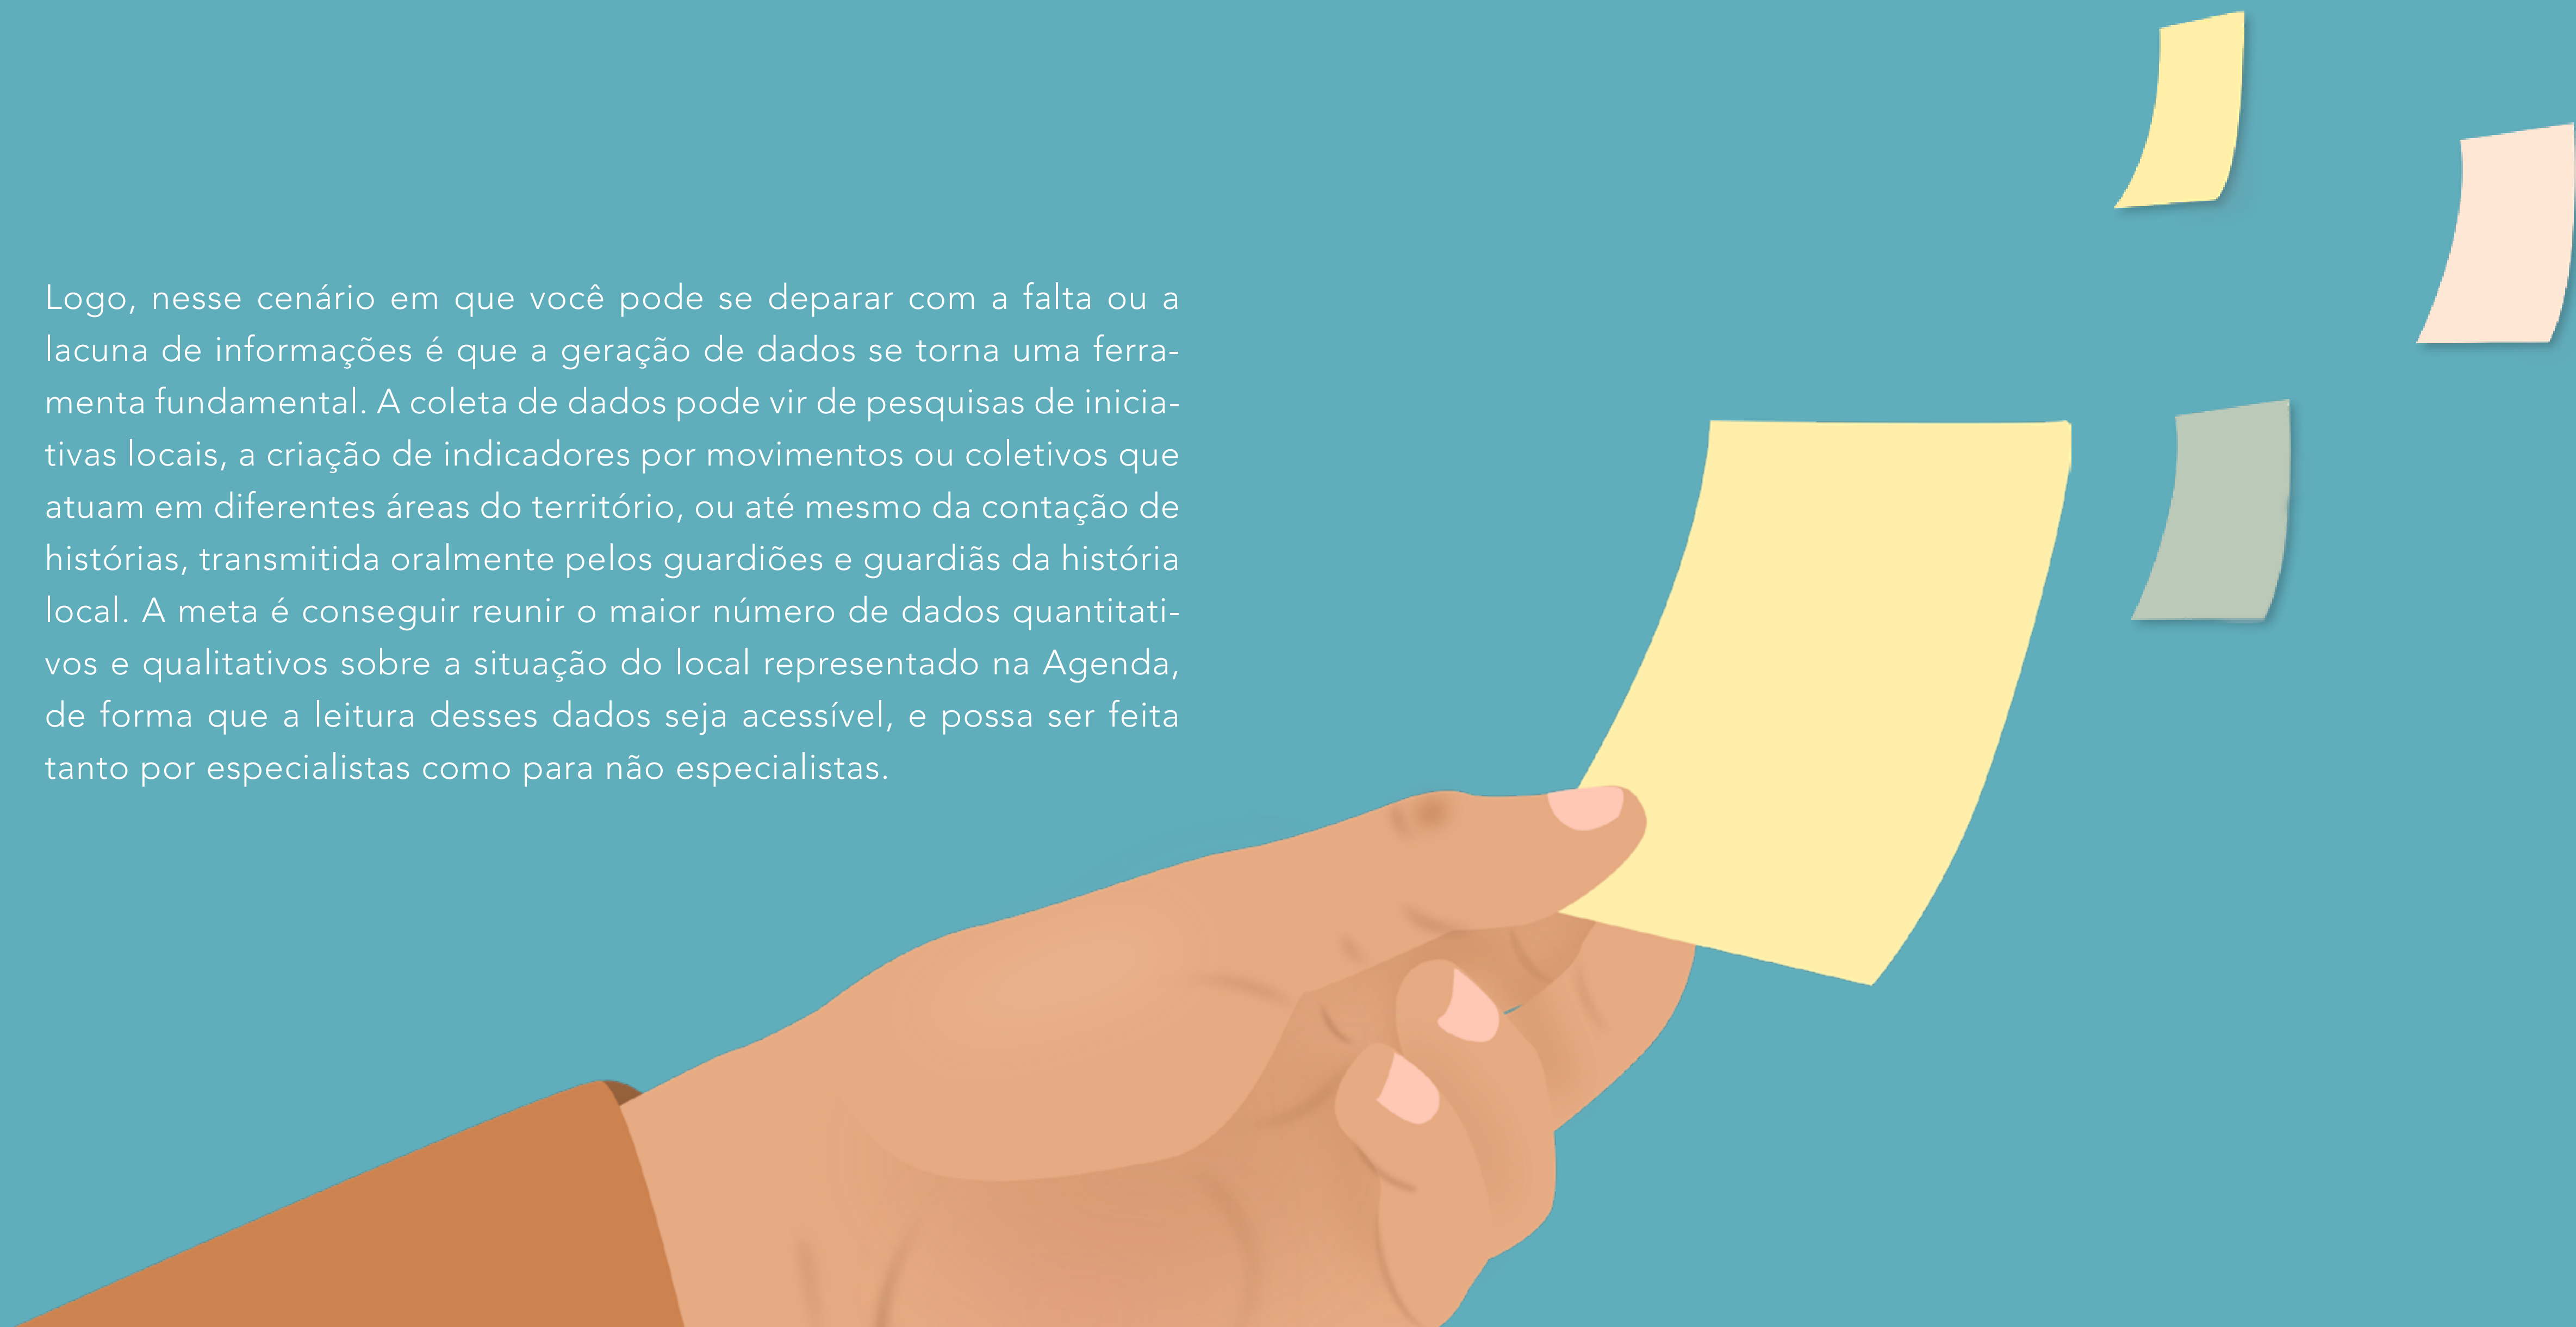 Logo, nesse cenário em que você pode se deparar com a falta ou a
lacuna de informações é que a geração de dados se torna uma ferra-
menta fundamental. A coleta de dados pode vir de pesquisas de inicia-
tivas locais, a criação de indicadores por movimentos ou coletivos que
atuam em diferentes áreas do território, ou até mesmo da contação de
histórias, transmitida oralmente pelos guardiões e guardiãs da história
local. A meta é conseguir reunir o maior número de dados quantitati-
vos e qualitativos sobre a situação do local representado na Agenda,
de forma que a leitura desses dados seja acessível, e possa ser feita
tanto por especialistas como para não especialistas.